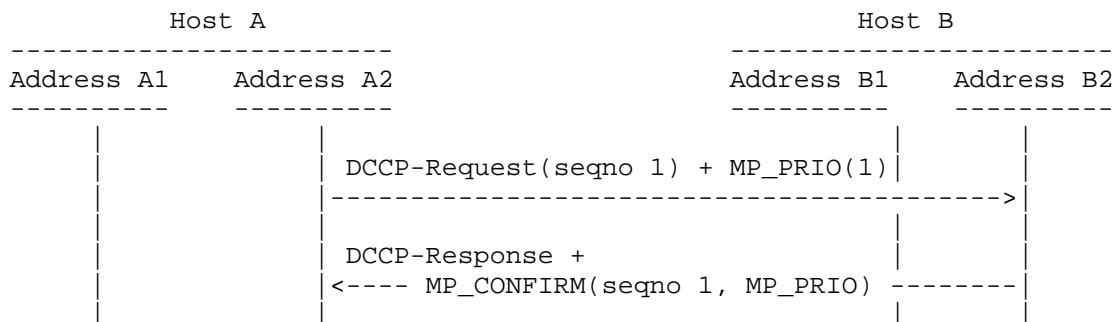 Host A Host B
------------------------ ------------------------
Address A1 Address A2 Address B1 Address B2
---------- ---------- ---------- ----------
| | | |
| | DCCP-Request(seqno 1) + MP_PRIO(1)| |
| |------------------------------------------>|
| | | |
| | DCCP-Response + | |
| |<---- MP_CONFIRM(seqno 1, MP_PRIO) --------|
| | | |